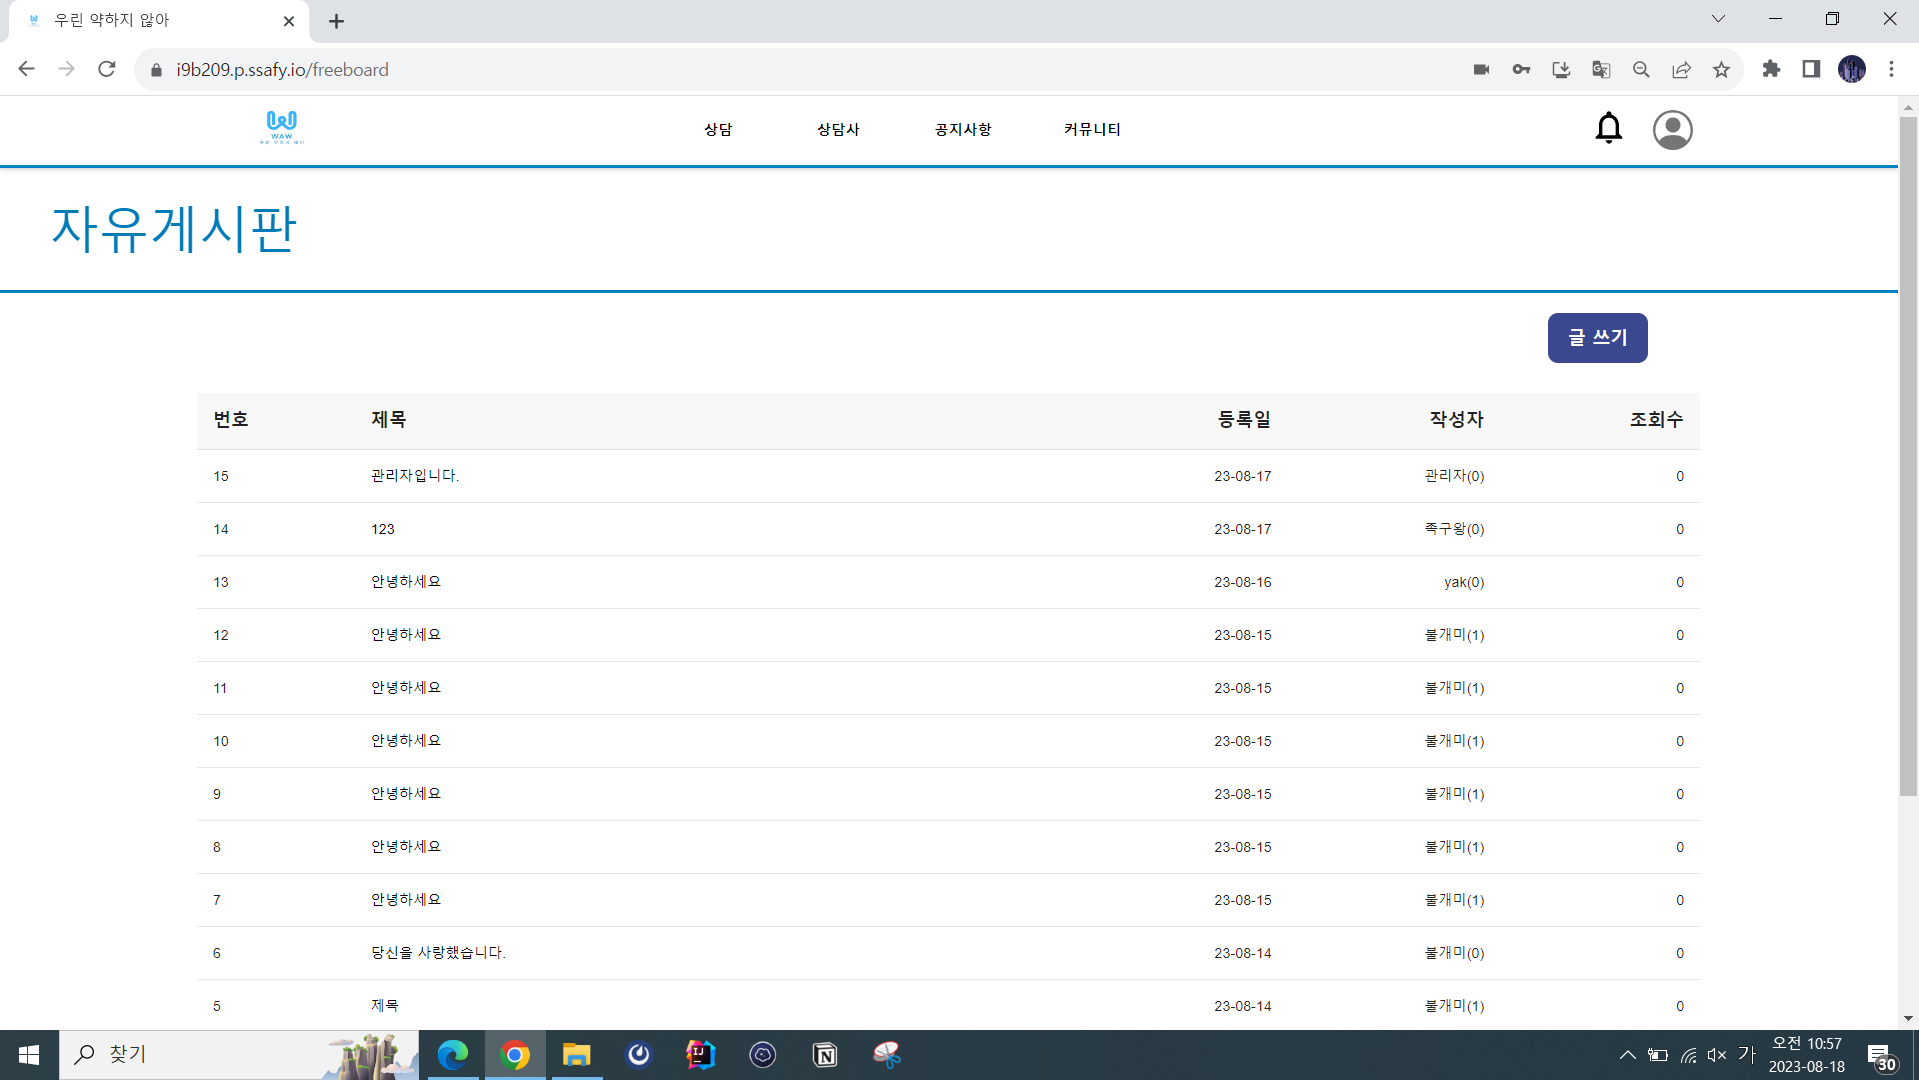 우린 약하지 않아
i9b209.p.ssafy.io/freeboard
WAW
상담 상담사 공지사항 커뮤니티
자유게시판
글 쓰기
번호 제목 등록일 작성자 조회수
15 관리자입니다. 23-08-17 관리자(0) 0
14 123 23-08-17 족구왕(0) 0
13 안녕하세요 23-08-16 yak(0) 0
12 안녕하세요 23-08-15 불개미(1) 0
11 안녕하세요 23-08-15 불개미(1) 0
10 안녕하세요 23-08-15 불개미(1) 0
9 안녕하세요 23-08-15 불개미(1) 0
8 안녕하세요 23-08-15 불개미(1) 0
7 안녕하세요 23-08-15 불개미(1) 0
6 당신을 사랑했습니다. 23-08-14 불개미(0) 0
5 제목 23-08-14 불개미(1) 0
찾기
가
오전 10:57
2023-08-18
30